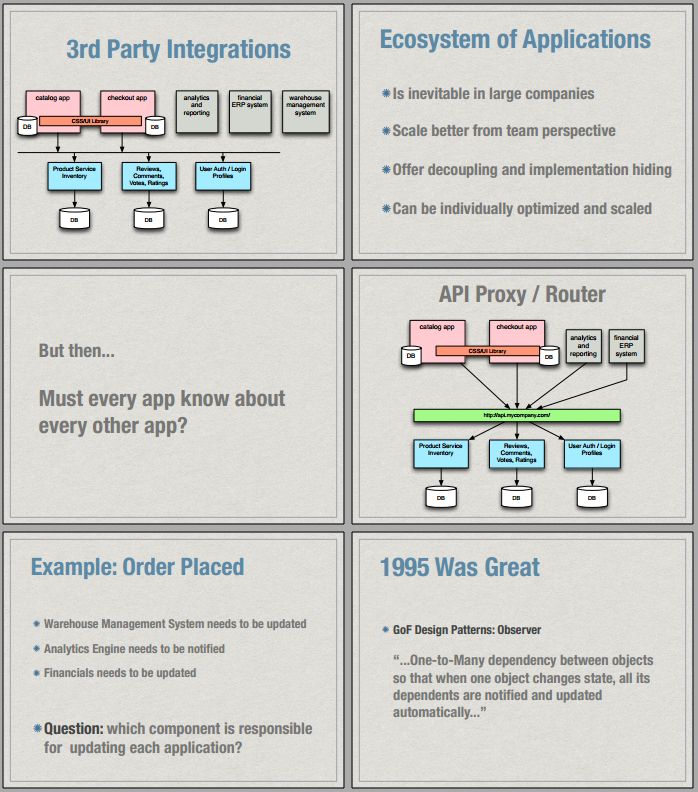 3rd Party Integrations
catalog app
checkout app
analytics
and
reporting
financial
ERP system
warehouse
management
system
DB
CSS/UI Library
DB
Product Service
Inventory
Reviews,
Comments,
Votes, Ratings
User Auth / Login
Profiles
DB
DB
DB
Ecosystem of Applications
Is inevitable in large companies
Scale better from team perspective
Offer decoupling and implementation hiding
Can be individually optimized and scaled
But then...
Must every app know about
every other app?
API Proxy / Router
catalog app
checkout app
analytics
and
reporting
financial
ERP
system
DB
CSS/UI Library
DB
http://api.mycompany.com/
Product Service
Inventory
Reviews,
Comments,
Votes, Ratings
User Auth / Login
Profiles
DB
DB
DB
Example: Order Placed
Warehouse Management System needs to be updated
Analytics Engine needs to be notified
Financials needs to be updated
Question: which component is responsible
for updating each application?
1995 Was Great
GoF Design Patterns: Observer
“...One-to-Many dependency between objects
so that when one object changes state, all its
dependents are notified and updated
automatically...”